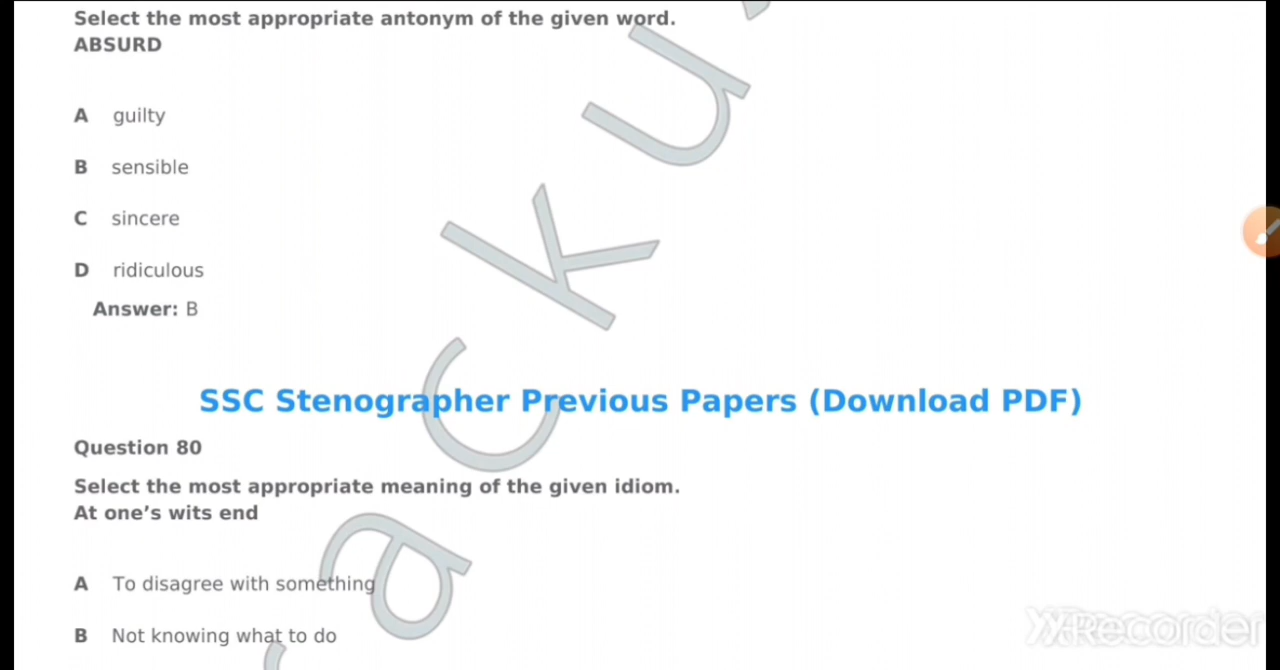 Select the most appropriate antonym of the given word.
ABSURD
A guilty
B sensible
C sincere
D ridiculous
Answer: B
SSC Stenographer Previous Papers (Download PDF)
Question 80
Select the most appropriate meaning of the given idiom.
At one’s wits end
A To disagree with something
B Not knowing what to do
a c k u
XRecorder